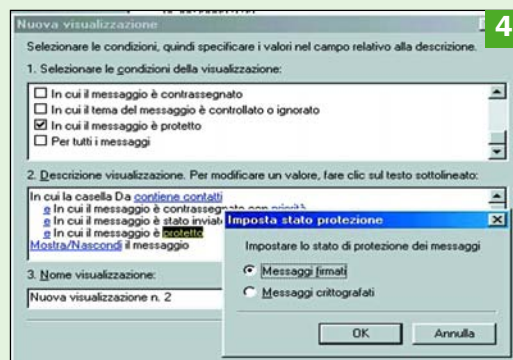 Nuova visualizzazione
4
Selezionare le condizioni, quindi specificare i valori nel campo relativo alla descrizione.
1. Selezionare le condizioni della visualizzazione:
In cui il messaggio è contrassegnato
In cui il tema del messaggio è controllato o ignorato
In cui il messaggio è protetto
Per tutti i messaggi
2. Descrizione visualizzazione. Per modificare un valore, fare clic sul testo sottolineato:
In cui la casella Da contiene contatti
e In cui il messaggio è contrassegnato con priorità
e In cui il messaggio è stato inviato
e In cui il messaggio è protetto
Mostra/Nascondi il messaggio
Imposta stato protezione
Impostare lo stato di protezione dei messaggi
Messaggi firmati
Messaggi crittografati
OK Annulla
3. Nome visualizzazione:
Nuova visualizzazione n. 2